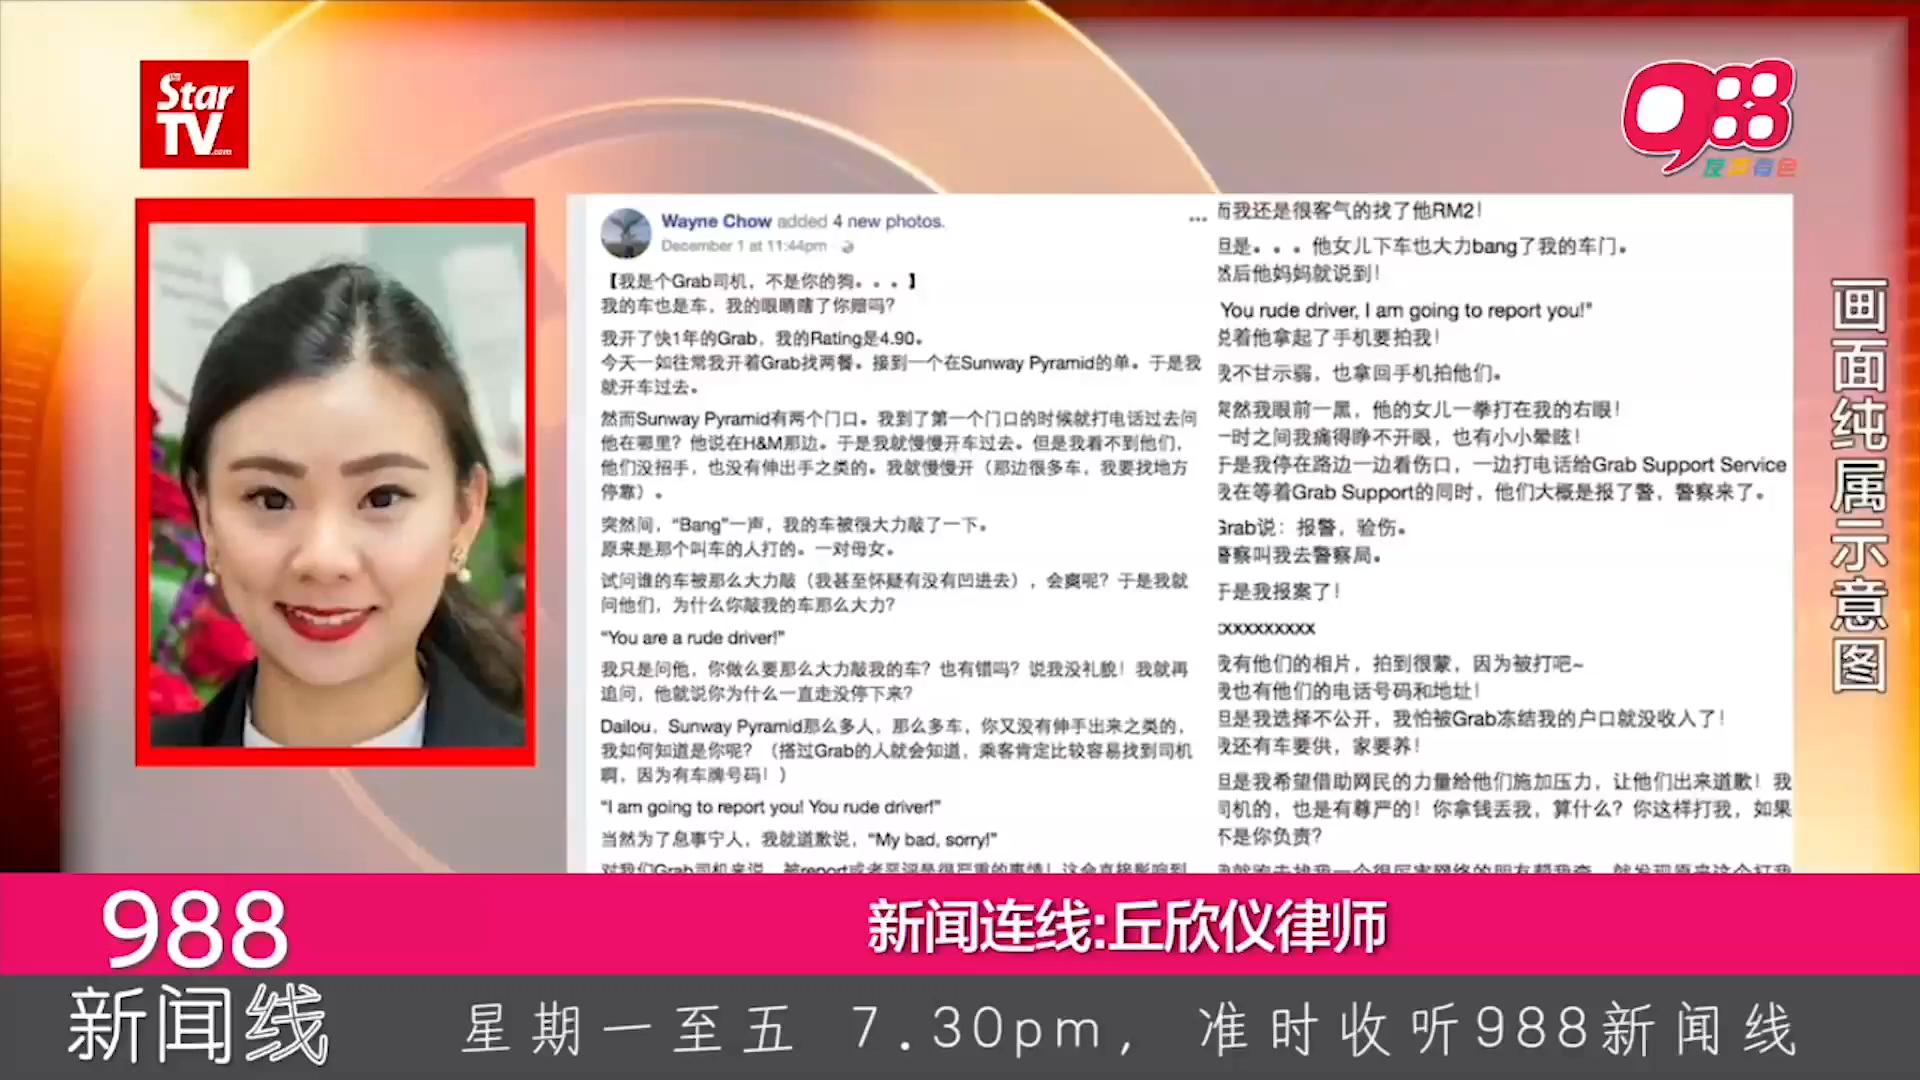 the
Star
TV.com
988
Wayne Chow added 4 new photos.
December 1 at 11:44pm
【我是个Grab司机，不是你的狗。。。】
我的车也是车，我的眼睛瞎了你赔吗？
我开了快1年的Grab，我的Rating是4.90。
今天一如往常我开着Grab找两餐。接到一个在Sunway Pyramid的单。于是我
就开车过去。
然而Sunway Pyramid有两个门口。我到了第一个门口的时候就打电话过去问
他在哪里？他说在H&M那边。于是我就慢慢开车过去。但是我看不到他们，
他们没招手，也没有伸出手之类的。我就慢慢开（那边很多车，我要找地方
停靠）。
突然间，“Bang”一声，我的车被很大力敲了一下。
原来是那个叫车的人打的。一对母女。
试问谁的车被那么大力敲（我甚至怀疑有没有凹进去），会爽呢？于是我就
问他们，为什么你敲我的车那么大力？
“You are a rude driver!”
我只是问他，你做么要那么大力敲我的车？也有错吗？说我没礼貌！我就再
追问，他就说你为什么一直走没停下来？
Dailou，Sunway Pyramid那么多人，那么多车，你又没有伸手出来之类的，
我如何知道是你呢？（搭过Grab的人就会知道，乘客肯定比较容易找到司机
啊，因为有车牌号码！）
“I am going to report you! You rude driver!”
当然为了息事宁人，我就道歉说，“My bad, sorry!”
对我们Grab司机来说，被report或者恶评是很严重的事情！这会直接影响到
而我还是很客气的找了他RM2！
但是。。。他女儿下车也大力bang了我的车门。
然后他妈妈就说到！
You rude driver, I am going to report you!"
说着他拿起了手机要拍我！
我不甘示弱，也拿回手机拍他们。
突然我眼前一黑，他的女儿一拳打在我的右眼！
一时之间我痛得睁不开眼，也有小小晕眩！
于是我停在路边一边看伤口，一边打电话给Grab Support Service
我在等着Grab Support的同时，他们大概是报了警，警察来了。
Grab说：报警，验伤。
警察叫我去警察局。
于是我报案了！
xxxxxxxxxx
我有他们的相片，拍到很蒙，因为被打吧~
我也有他们的电话号码和地址！
但是我选择不公开，我怕被Grab冻结我的户口就没收入了！
我还有车要供，家要养！
但是我希望借助网民的力量给他们施加压力，让他们出来道歉！我
司机的，也是有尊严的！你拿钱丢我，算什么？你这样打我，如果
不是你负责？
画面纯属示意图
988
新闻连线:丘欣仪律师
新闻线
星期一至五 7.30pm，准时收听988新闻线